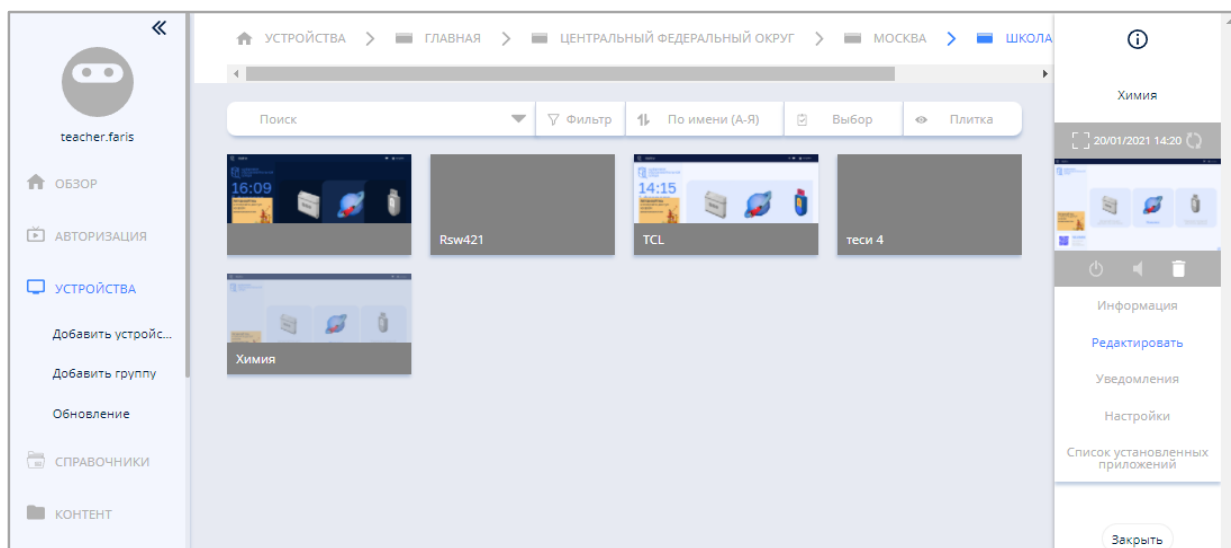 teacher.faris
ОБЗОР
АВТОРИЗАЦИЯ
УСТРОЙСТВА
Добавить устройс...
Добавить группу
Обновление
СПРАВОЧНИКИ
КОНТЕНТ
УСТРОЙСТВА ГЛАВНАЯ ЦЕНТРАЛЬНЫЙ ФЕДЕРАЛЬНЫЙ ОКРУГ МОСКВА ШКОЛА
Поиск Фильтр По имени (А-Я) Выбор Плитка
16:09
Rsw421
14:15
TCL
теси 4
Химия
Химия
20/01/2021 14:20
Информация
Редактировать
Уведомления
Настройки
Список установленных
приложений
Закрыть